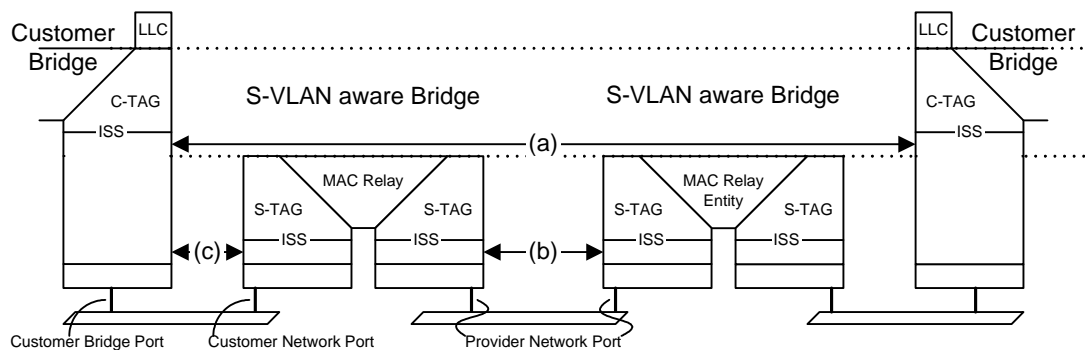 LLC
LLC
Customer
Bridge
Customer
Bridge
C-TAG
S-VLAN aware Bridge
S-VLAN aware Bridge
C-TAG
ISS
ISS
(a)
MAC Relay
MAC Relay
Entity
S-TAG
S-TAG
S-TAG
S-TAG
(c)
ISS
ISS
(b)
ISS
ISS
Customer Bridge Port
Customer Network Port
Provider Network Port